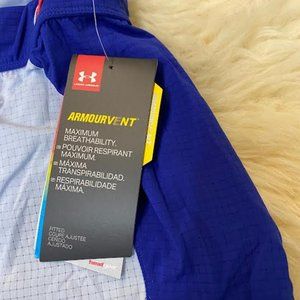 UNDER ARMOUR
ARMOURVENT
MAXIMUM
BREATHABILITY.
POUVOIR RESPIRANT
MAXIMUM.
MÁXIMA
TRANSPIRABILIDAD.
RESPIRABILIDADE
MÁXIMA.
FITTED
COUPE AJUSTÉE
CEÑIDO
AJUSTADO